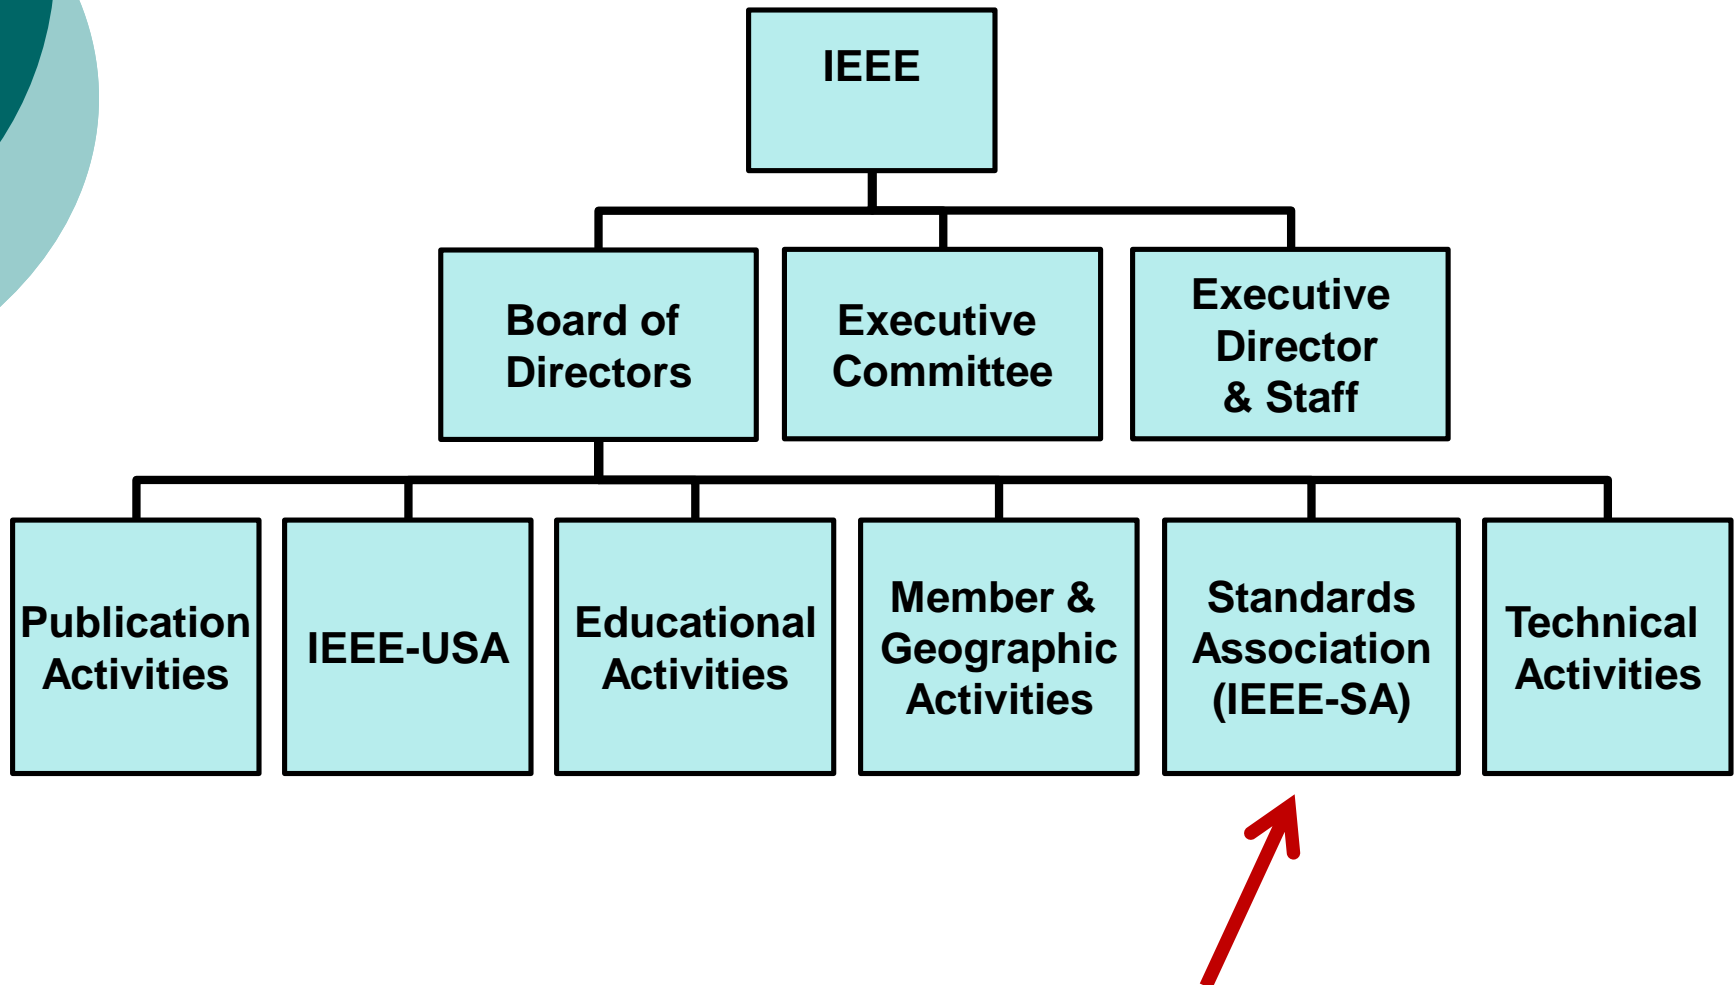 IEEE
Board of
Directors
Executive
Committee
Executive
Director
& Staff
Publication
Activities
IEEE-USA
Educational
Activities
Member &
Geographic
Activities
Standards
Association
(IEEE-SA)
Technical
Activities